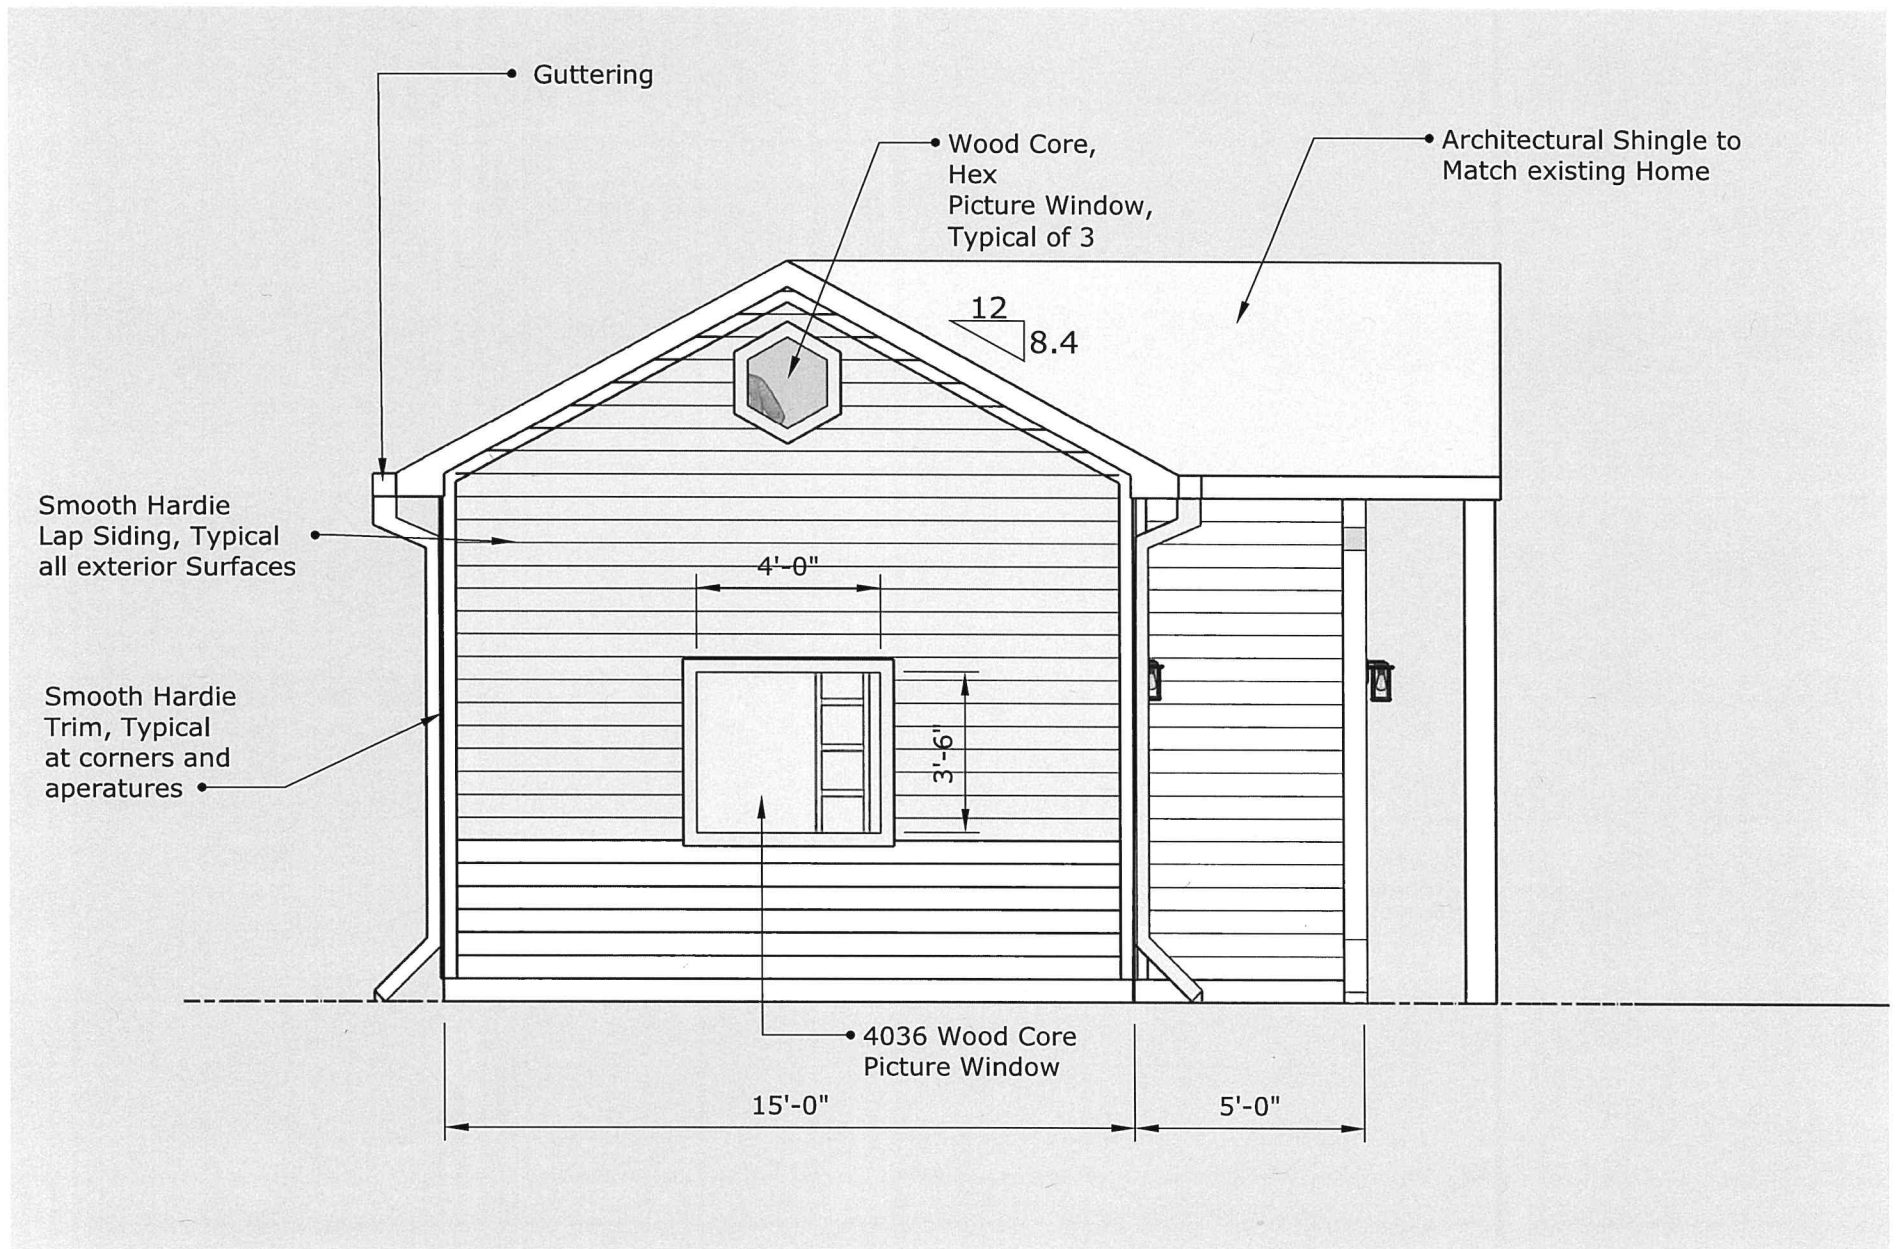 Guttering
Wood Core,
Hex
Picture Window,
Typical of 3
Architectural Shingle to
Match existing Home
12
8.4
Smooth Hardie
Lap Siding, Typical
all exterior Surfaces
4'-0"
Smooth Hardie
Trim, Typical
at corners and
aperatures
3'-6"
4036 Wood Core
Picture Window
15'-0"
5'-0"